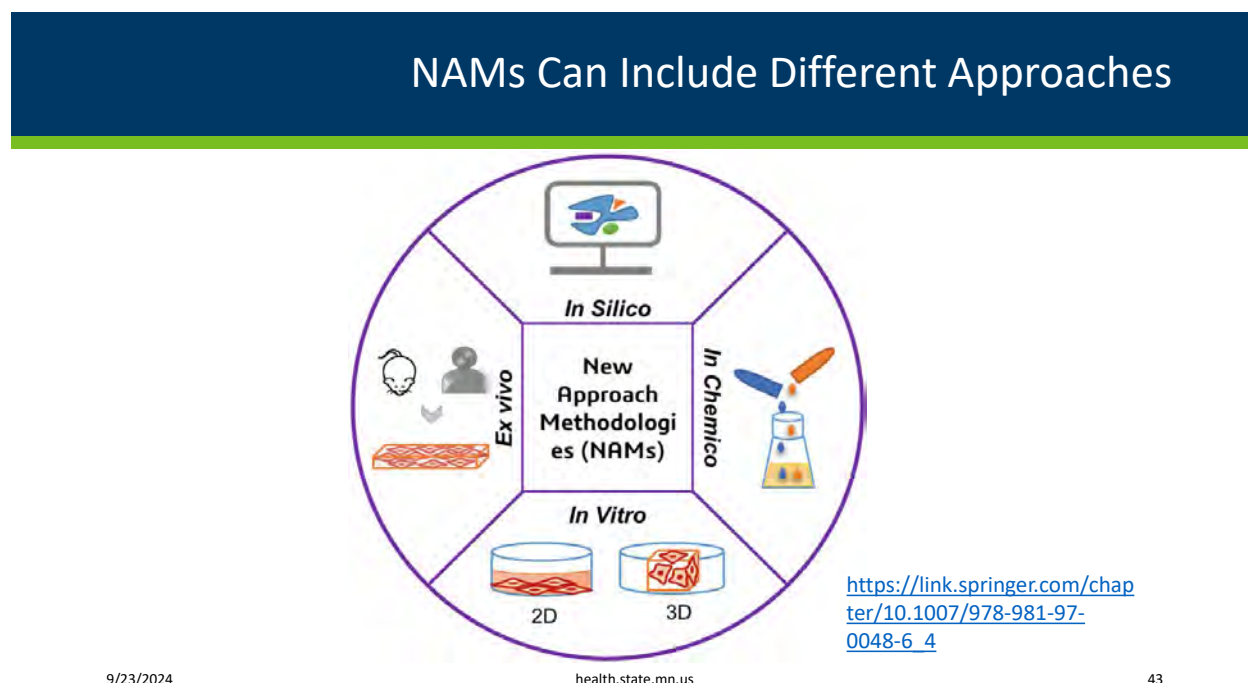 NAMs Can Include Different Approaches
In Silico
Ex vivo
New
Approach
Methodologi
es (NAMs)
In Chemico
In Vitro
2D
3D
https://link.springer.com/chap
ter/10.1007/978-981-97-
0048-6_4
9/23/2024
health.state.mn.us
43